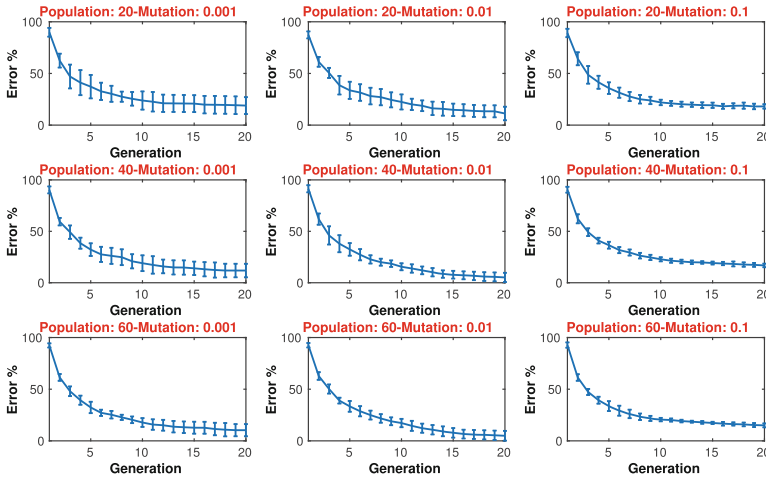 Population: 20-Mutation: 0.001
Error %
100
50
0
5
10
15
20
Generation
Population: 20-Mutation: 0.01
Error %
100
50
0
5
10
15
20
Generation
Population: 20-Mutation: 0.1
Error %
100
50
0
5
10
15
20
Generation
Population: 40-Mutation: 0.001
Error %
100
50
0
5
10
15
20
Generation
Population: 40-Mutation: 0.01
Error %
100
50
0
5
10
15
20
Generation
Population: 40-Mutation: 0.1
Error %
100
50
0
5
10
15
20
Generation
Population: 60-Mutation: 0.001
Error %
100
50
0
5
10
15
20
Generation
Population: 60-Mutation: 0.01
Error %
100
50
0
5
10
15
20
Generation
Population: 60-Mutation: 0.1
Error %
100
50
0
5
10
15
20
Generation